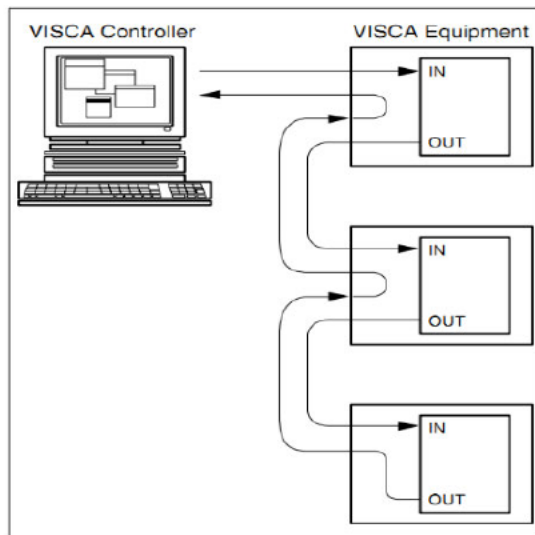 VISCA Controller
VISCA Equipment
IN
OUT
IN
OUT
IN
OUT